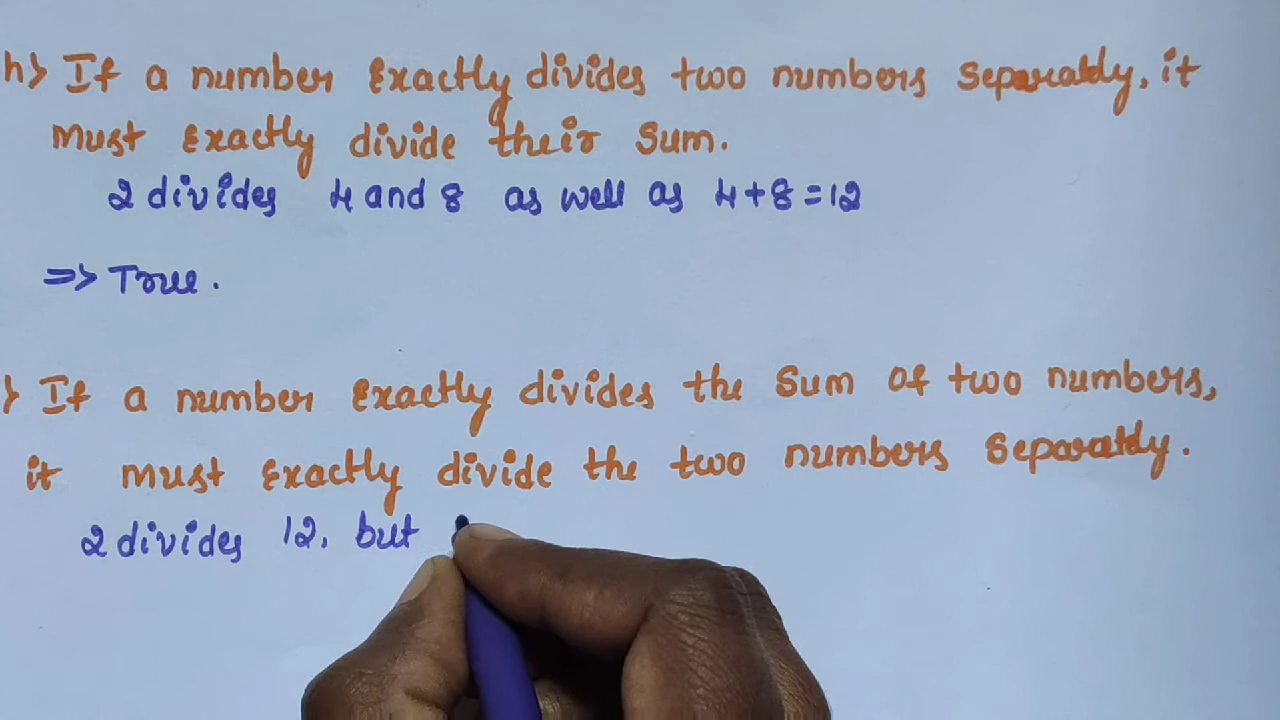 h) If a number Exactly divides two numbers Separately, it
must Exactly divide their Sum.
2 divides 4 and 8 as well as 4+8=12
=> True.
) If a number Exactly divides the Sum of two numbers,
it must Exactly divide the two numbers Separately.
2 divides 12, but